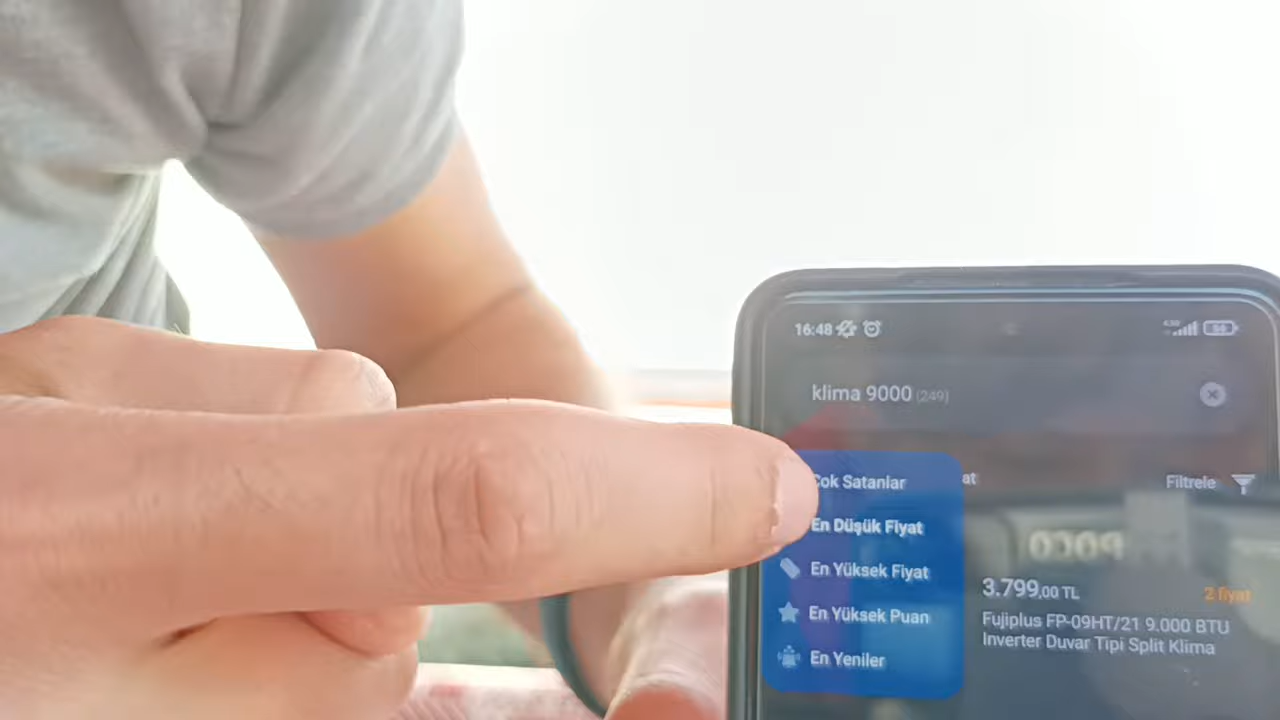 16:48
klima 9000 (249)
Çok Satanlar
at
Filtrele
En Düşük Fiyat
En Yüksek Fiyat
En Yüksek Puan
En Yeniler
3.799,00 TL
2 fiyat
Fujiplus FP-09HT/21 9.000 BTU
Inverter Duvar Tipi Split Klima